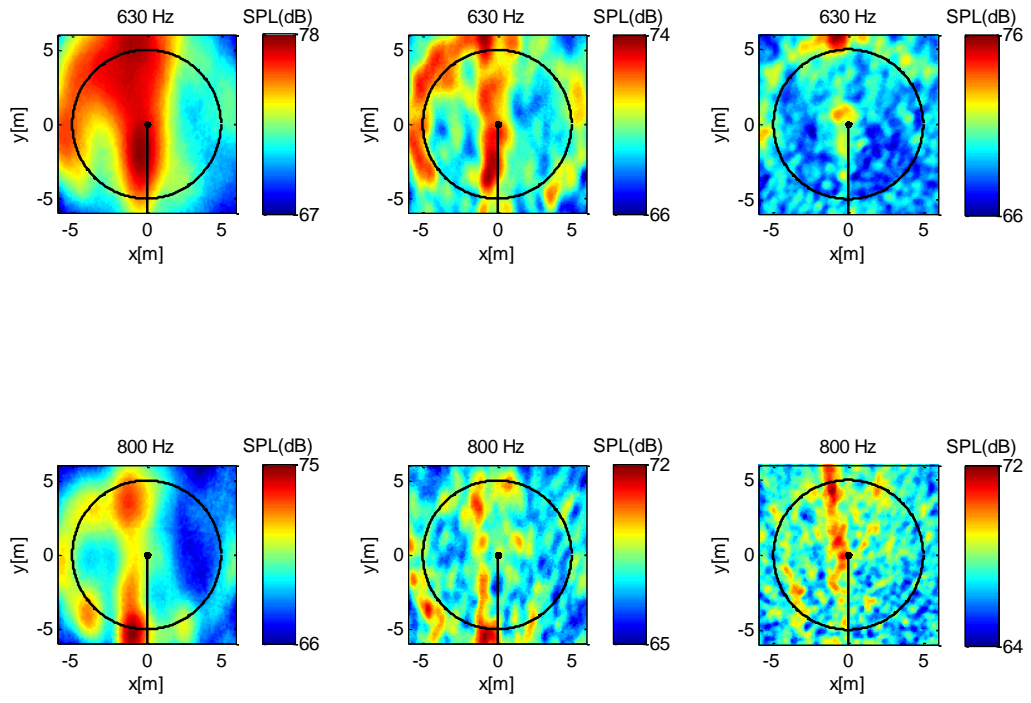 630 Hz SPL(dB) 630 Hz SPL(dB) 630 Hz SPL(dB)
78 74 76
5 5 5
y[m] 0 y[m] 0 y[m] 0
-5 -5 -5
67 66 66
-5 0 5 -5 0 5 -5 0 5
x[m] x[m] x[m]
800 Hz SPL(dB) 800 Hz SPL(dB) 800 Hz SPL(dB)
75 72 72
5 5 5
y[m] 0 y[m] 0 y[m] 0
-5 -5 -5
66 65 64
-5 0 5 -5 0 5 -5 0 5
x[m] x[m] x[m]